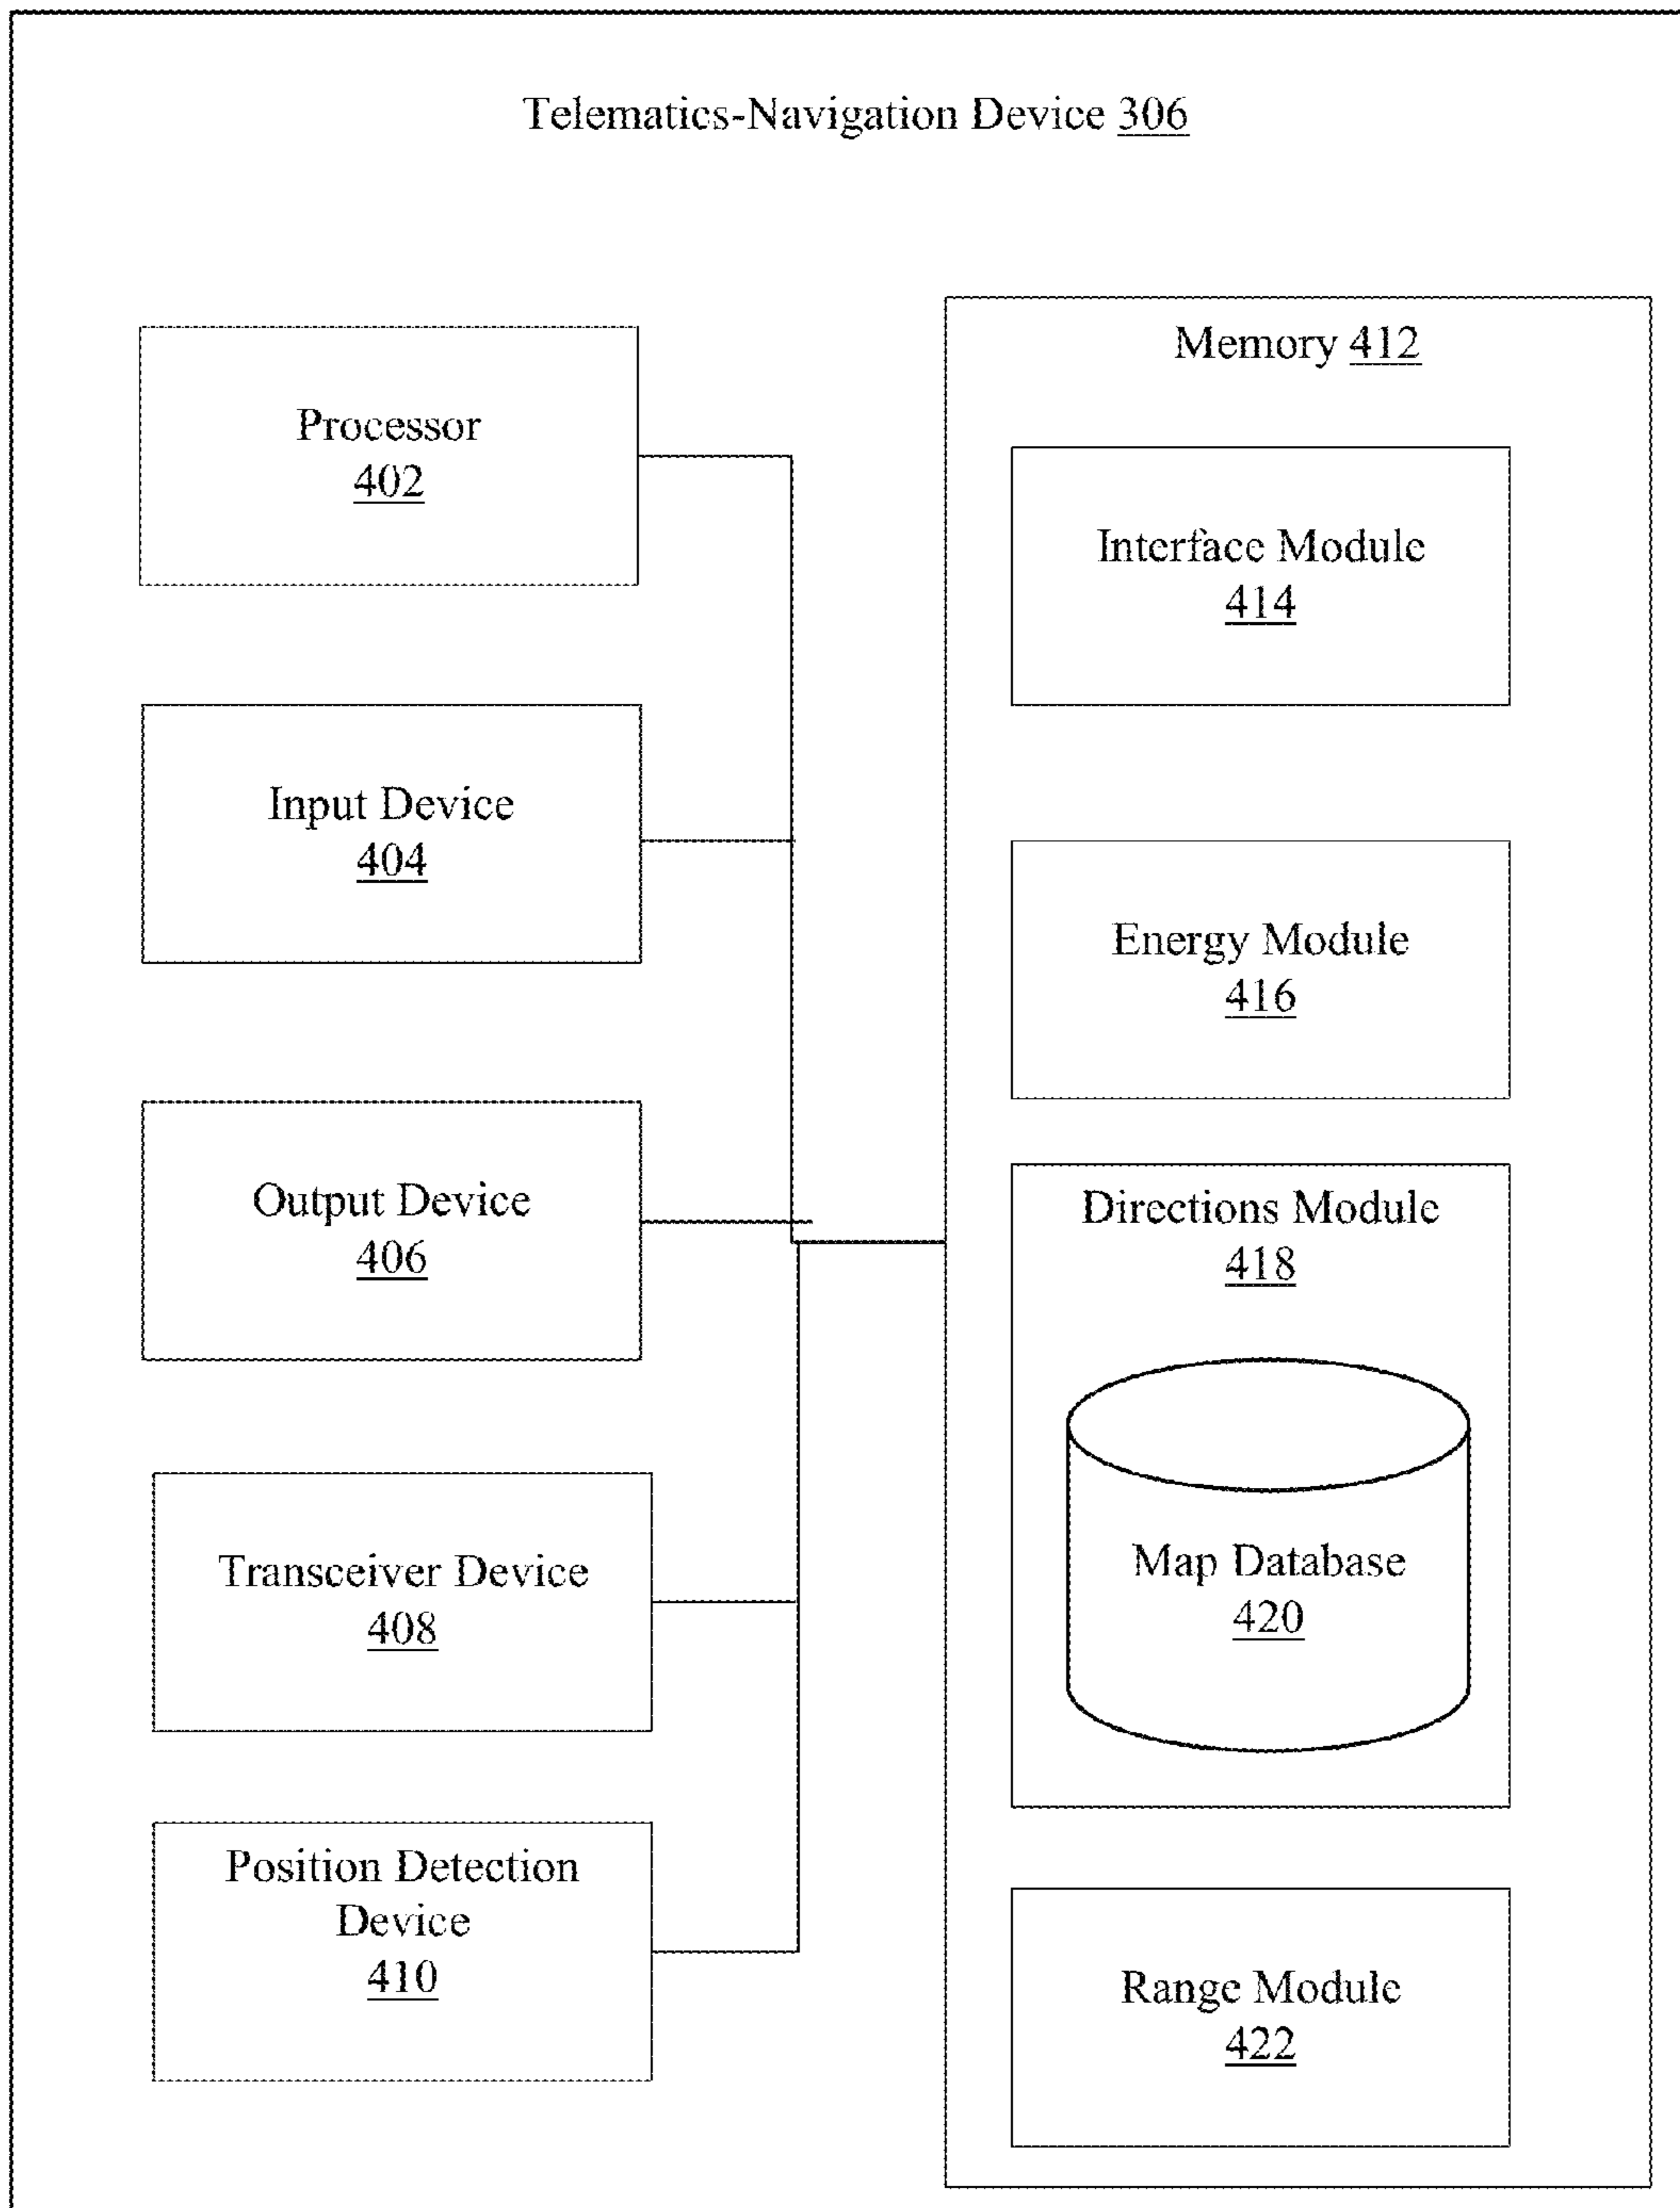 Telematics-Navigation Device 306
Processor
402
Input Device
404
Output Device
406
Transceiver Device
408
Position Detection
Device
410
Memory 412
Interface Module
414
Energy Module
416
Directions Module
418
Map Database
420
Range Module
422